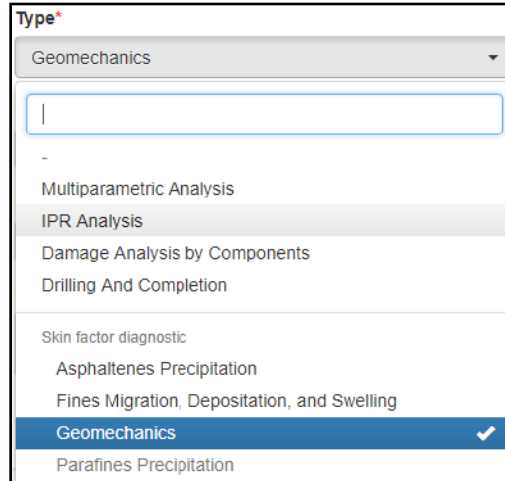 Type*
Geomechanics
-
Multiparametric Analysis
IPR Analysis
Damage Analysis by Components
Drilling And Completion
Skin factor diagnostic
Asphaltenes Precipitation
Fines Migration, Depositation, and Swelling
Geomechanics
Parafines Precipitation